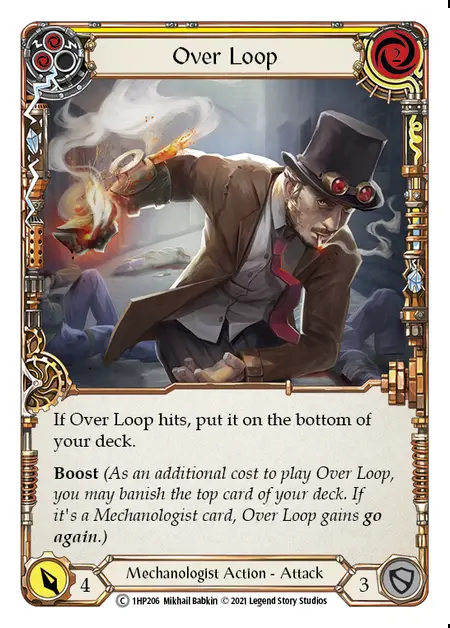 Over Loop
2
If Over Loop hits, put it on the bottom of
your deck.
Boost (As an additional cost to play Over Loop,
you may banish the top card of your deck. If
it's a Mechanologist card, Over Loop gains go
again.)
4
Mechanologist Action - Attack
3
C 1HP206 Mikhail Babkin © 2021 Legend Story Studios